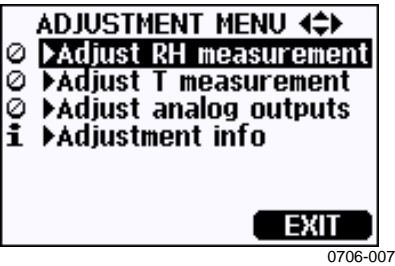 ADJUSTMENT MENU
Adjust RH measurement
Adjust T measurement
Adjust analog outputs
i Adjustment info
EXIT
0706-007